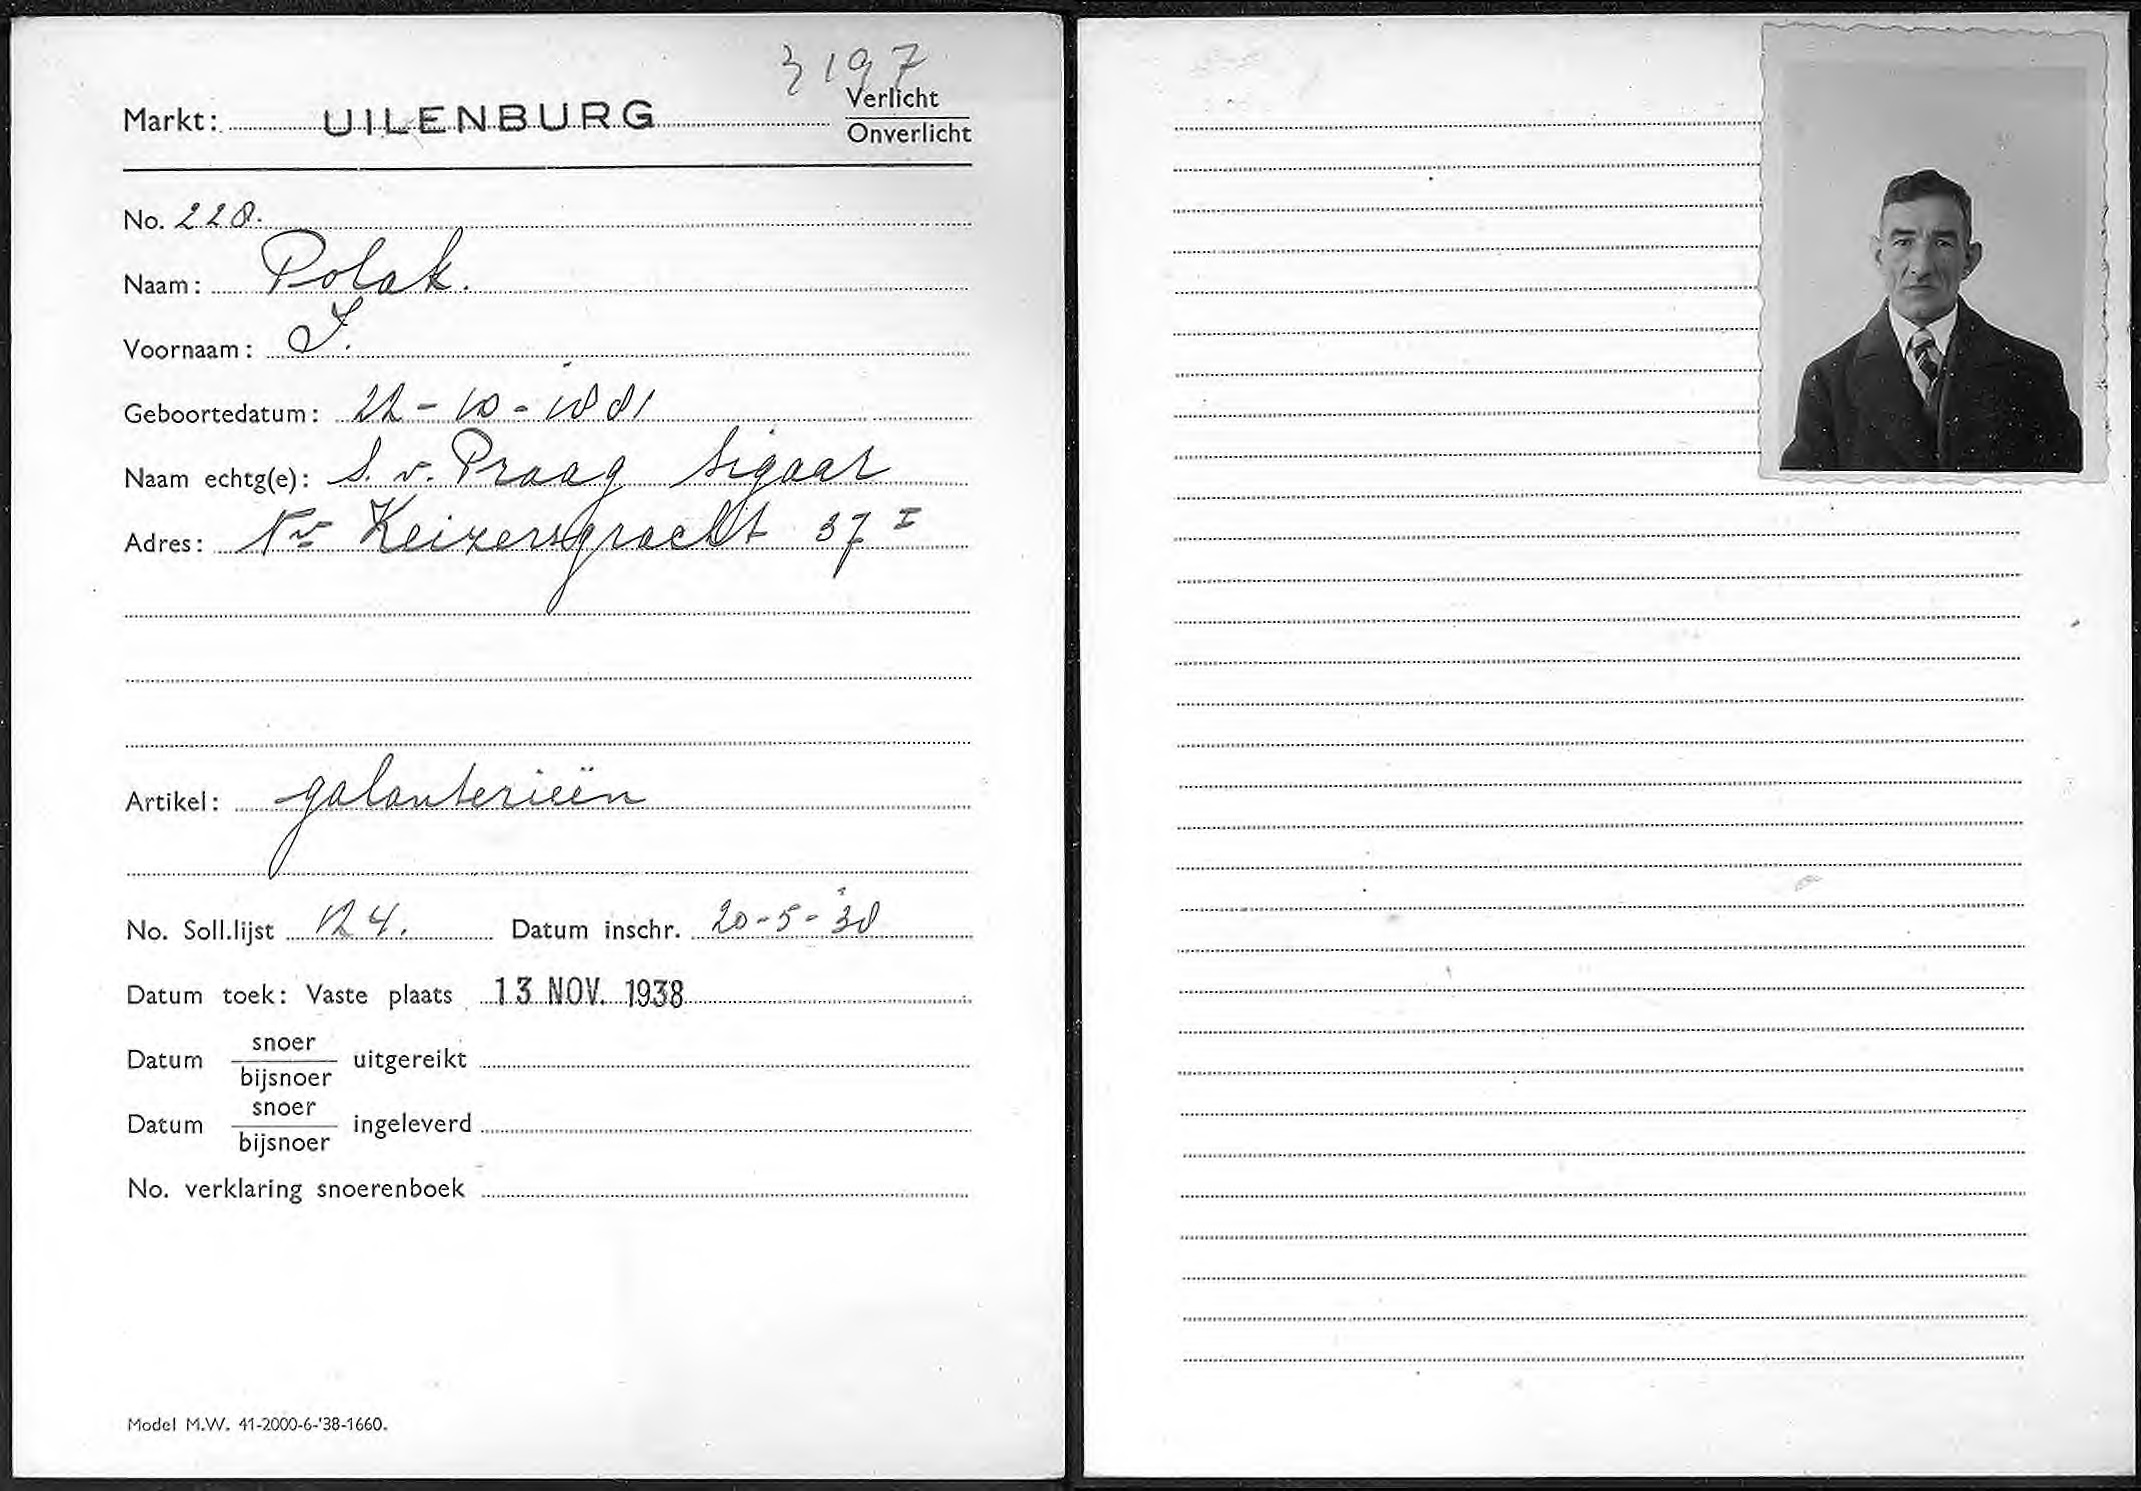 3197
Markt: UILENBURG Verlicht
Onverlicht
No. 220.
Naam: Polak.
Voornaam:
Geboortedatum: 22-10-1881
Naam echtg(e): S. v. Praag Sigaar
Adres: Nwe Keizersgracht 37 I
Artikel: galanterieën
No. Soll.lijst 124. Datum inschr. 20-5-38
Datum toek: Vaste plaats 13 NOV. 1938
Datum snoer
bijsnoer uitgereikt
Datum snoer
bijsnoer ingeleverd
No. verklaring snoerenboek
Model M.W. 41-2000-6-'38-1660.